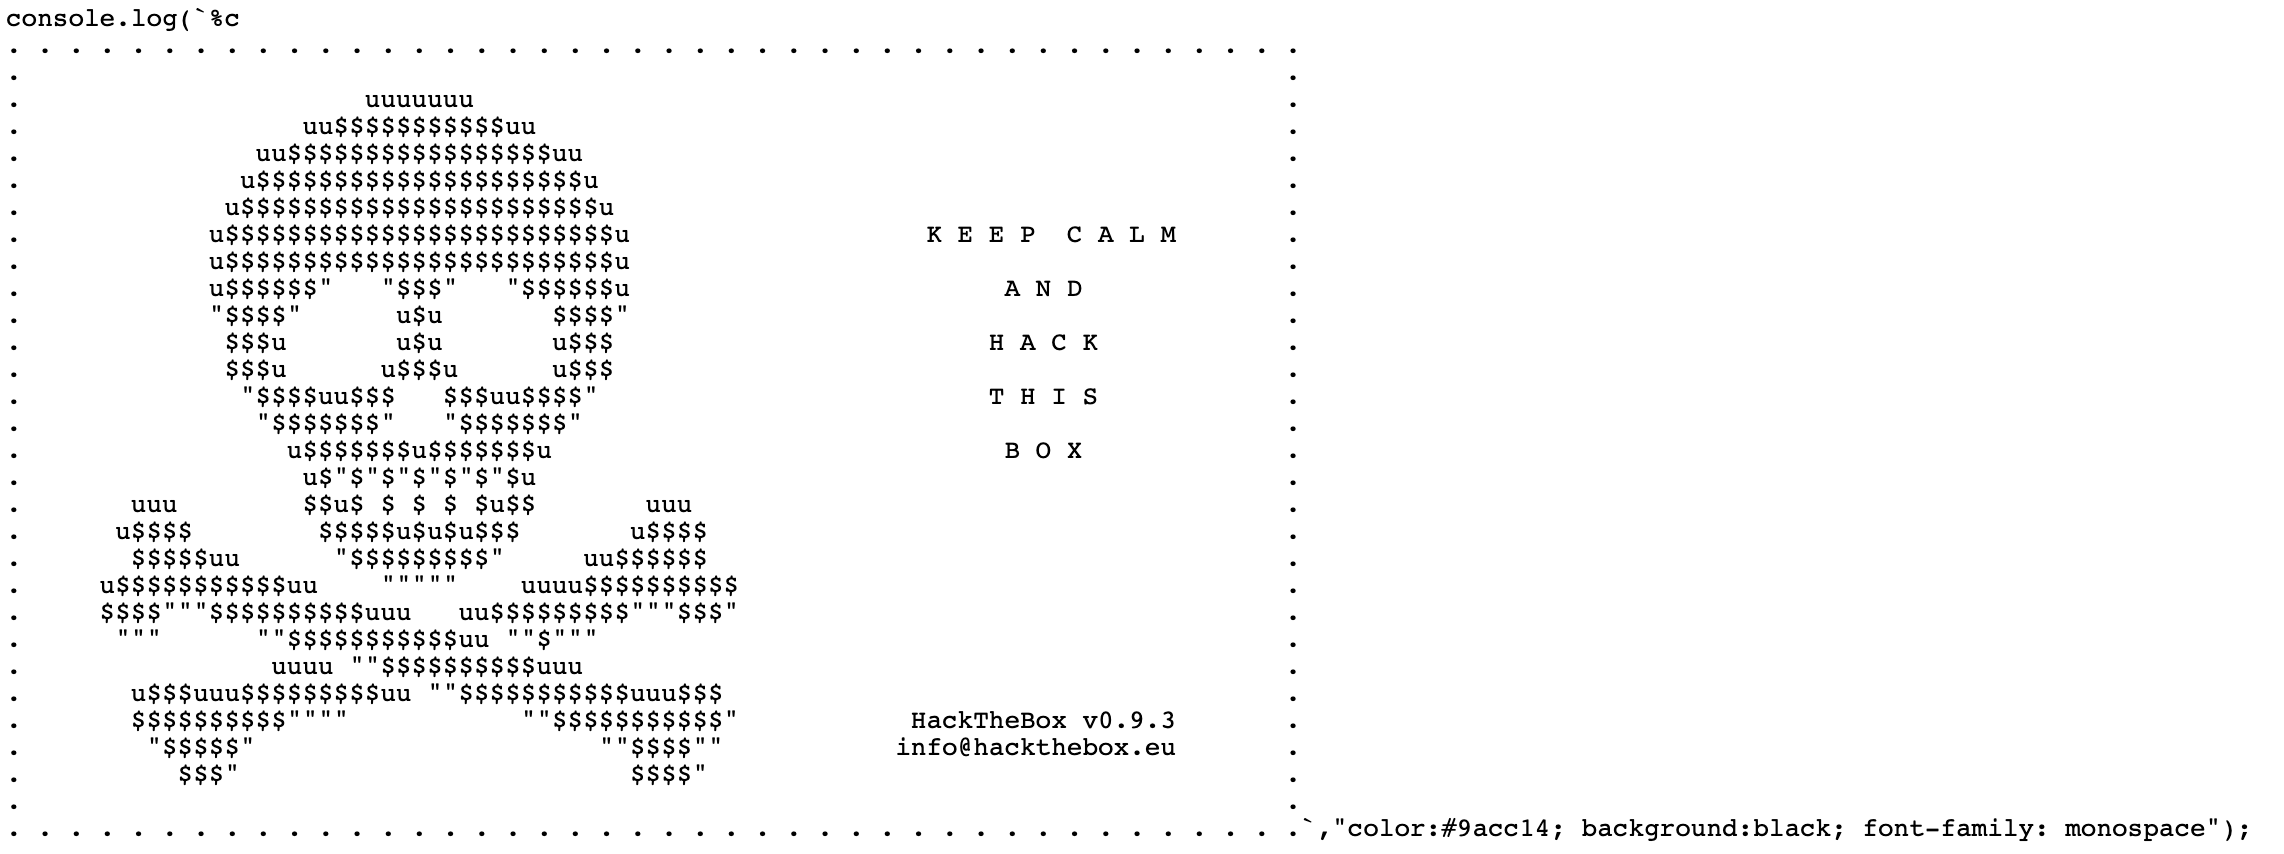 console.log(`%c
. . . . . . . . . . . . . . . . . . . . . . . . . . . . . . . . . . . . . . . . . .
.                                                                                 .
.                      uuuuuuu                                                    .
.                  uu$$$$$$$$$$$uu                                                .
.               uu$$$$$$$$$$$$$$$$$uu                                             .
.              u$$$$$$$$$$$$$$$$$$$$$u                                            .
.             u$$$$$$$$$$$$$$$$$$$$$$$u                                           .
.            u$$$$$$$$$$$$$$$$$$$$$$$$$u                   K E E P  C A L M       .
.            u$$$$$$$$$$$$$$$$$$$$$$$$$u                                          .
.            u$$$$$$"   "$$$"   "$$$$$$u                        A N D             .
.            "$$$$"      u$u       $$$$"                                          .
.             $$$u       u$u       u$$$                        H A C K            .
.             $$$u      u$$$u      u$$$                                           .
.              "$$$$uu$$$   $$$uu$$$$"                         T H I S            .
.               "$$$$$$$"   "$$$$$$$"                                             .
.                 u$$$$$$$u$$$$$$$u                             B O X             .
.                  u$"$"$"$"$"$"$u                                                .
.       uuu        $$u$ $ $ $ $u$$       uuu                                      .
.      u$$$$        $$$$$u$u$u$$$       u$$$$                                     .
.       $$$$$uu      "$$$$$$$$$"     uu$$$$$$                                     .
.     u$$$$$$$$$$$uu    """""    uuuu$$$$$$$$$$                                   .
.     $$$$"""$$$$$$$$$$uuu   uu$$$$$$$$$"""$$$"                                   .
.      """      ""$$$$$$$$$$$uu ""$"""                                            .
.                uuuu ""$$$$$$$$$$uuu                                             .
.       u$$$uuu$$$$$$$$$uu ""$$$$$$$$$$$uuu$$$                                    .
.       $$$$$$$$$$""""           ""$$$$$$$$$$$"           HackTheBox v0.9.3       .
.        "$$$$$"                      ""$$$$""           info@hackthebox.eu       .
.          $$$"                         $$$$"                                     .
.                                                                                 .
. . . . . . . . . . . . . . . . . . . . . . . . . . . . . . . . . . . . . . . . . .`,"color:#9acc14; background:black; font-family: monospace");